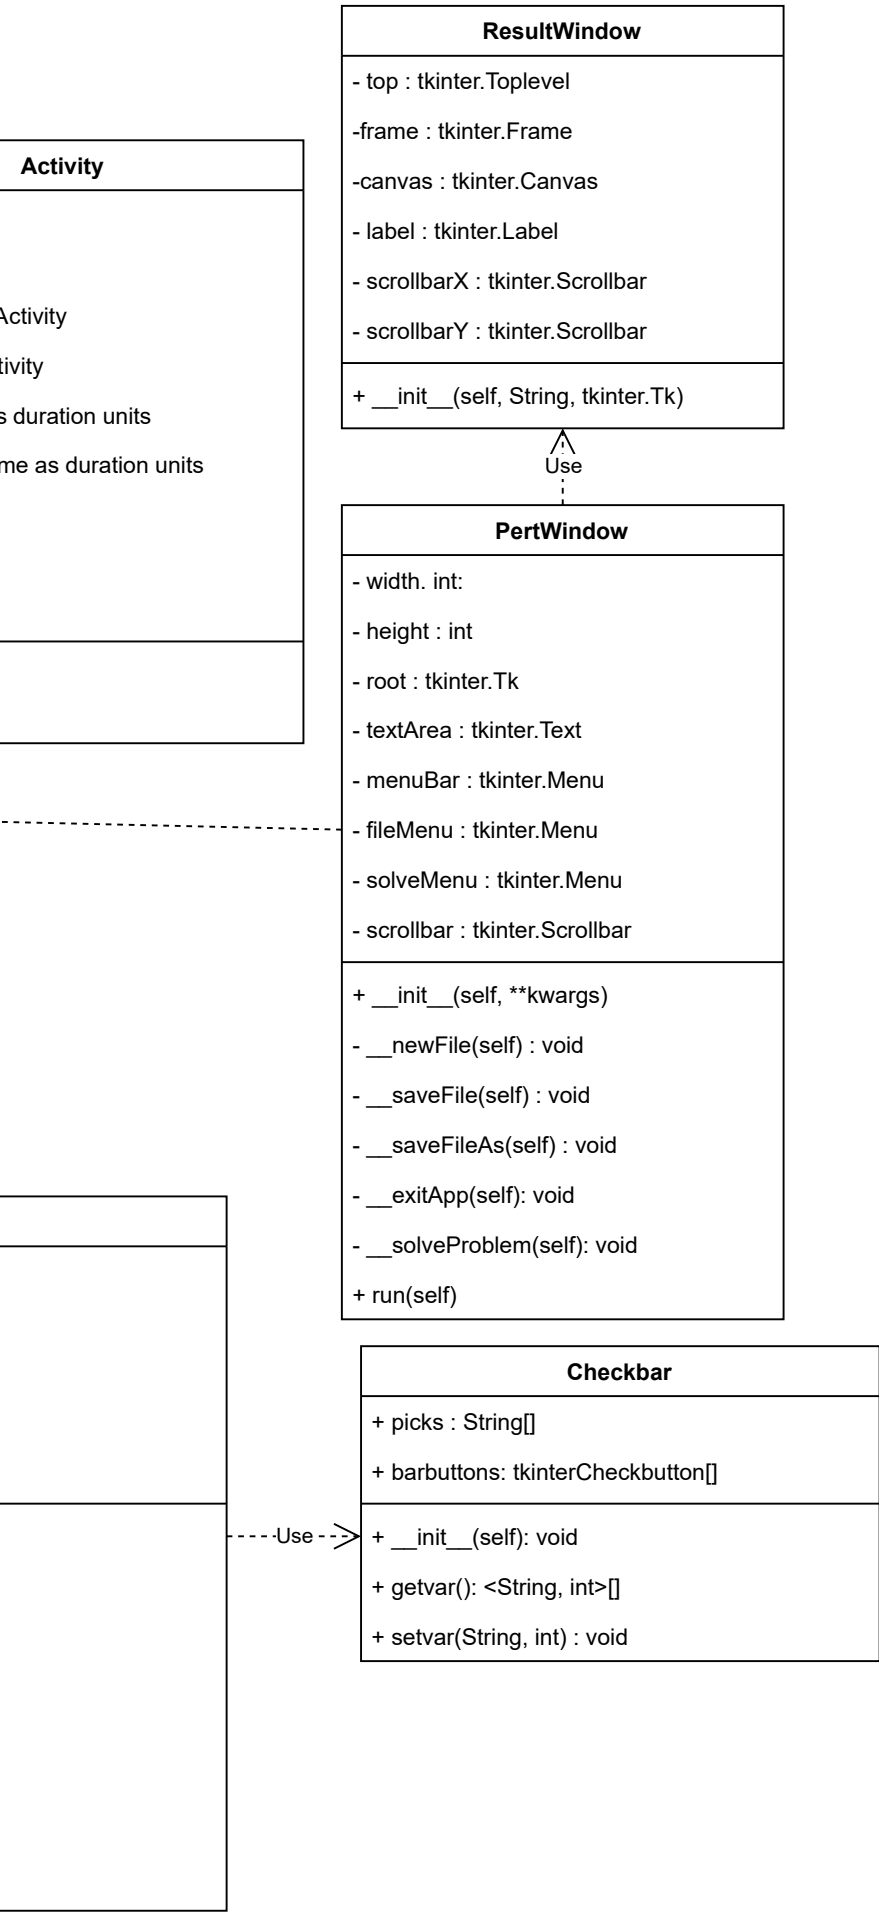 ResultWindow
- top : tkinter.Toplevel
-frame : tkinter.Frame
-canvas : tkinter.Canvas
- label : tkinter.Label
- scrollbarX : tkinter.Scrollbar
- scrollbarY : tkinter.Scrollbar
+ __init__(self, String, tkinter.Tk)
Activity
Activity
s duration units
me as duration units
Use
PertWindow
- width. int:
- height : int
- root : tkinter.Tk
- textArea : tkinter.Text
- menuBar : tkinter.Menu
- fileMenu : tkinter.Menu
- solveMenu : tkinter.Menu
- scrollbar : tkinter.Scrollbar
+ __init__(self, **kwargs)
- __newFile(self) : void
- __saveFile(self) : void
- __saveFileAs(self) : void
- __exitApp(self): void
- __solveProblem(self): void
+ run(self)
Checkbar
+ picks : String[]
+ barbuttons: tkinterCheckbutton[]
Use
+ __init__(self): void
+ getvar(): <String, int>[]
+ setvar(String, int) : void